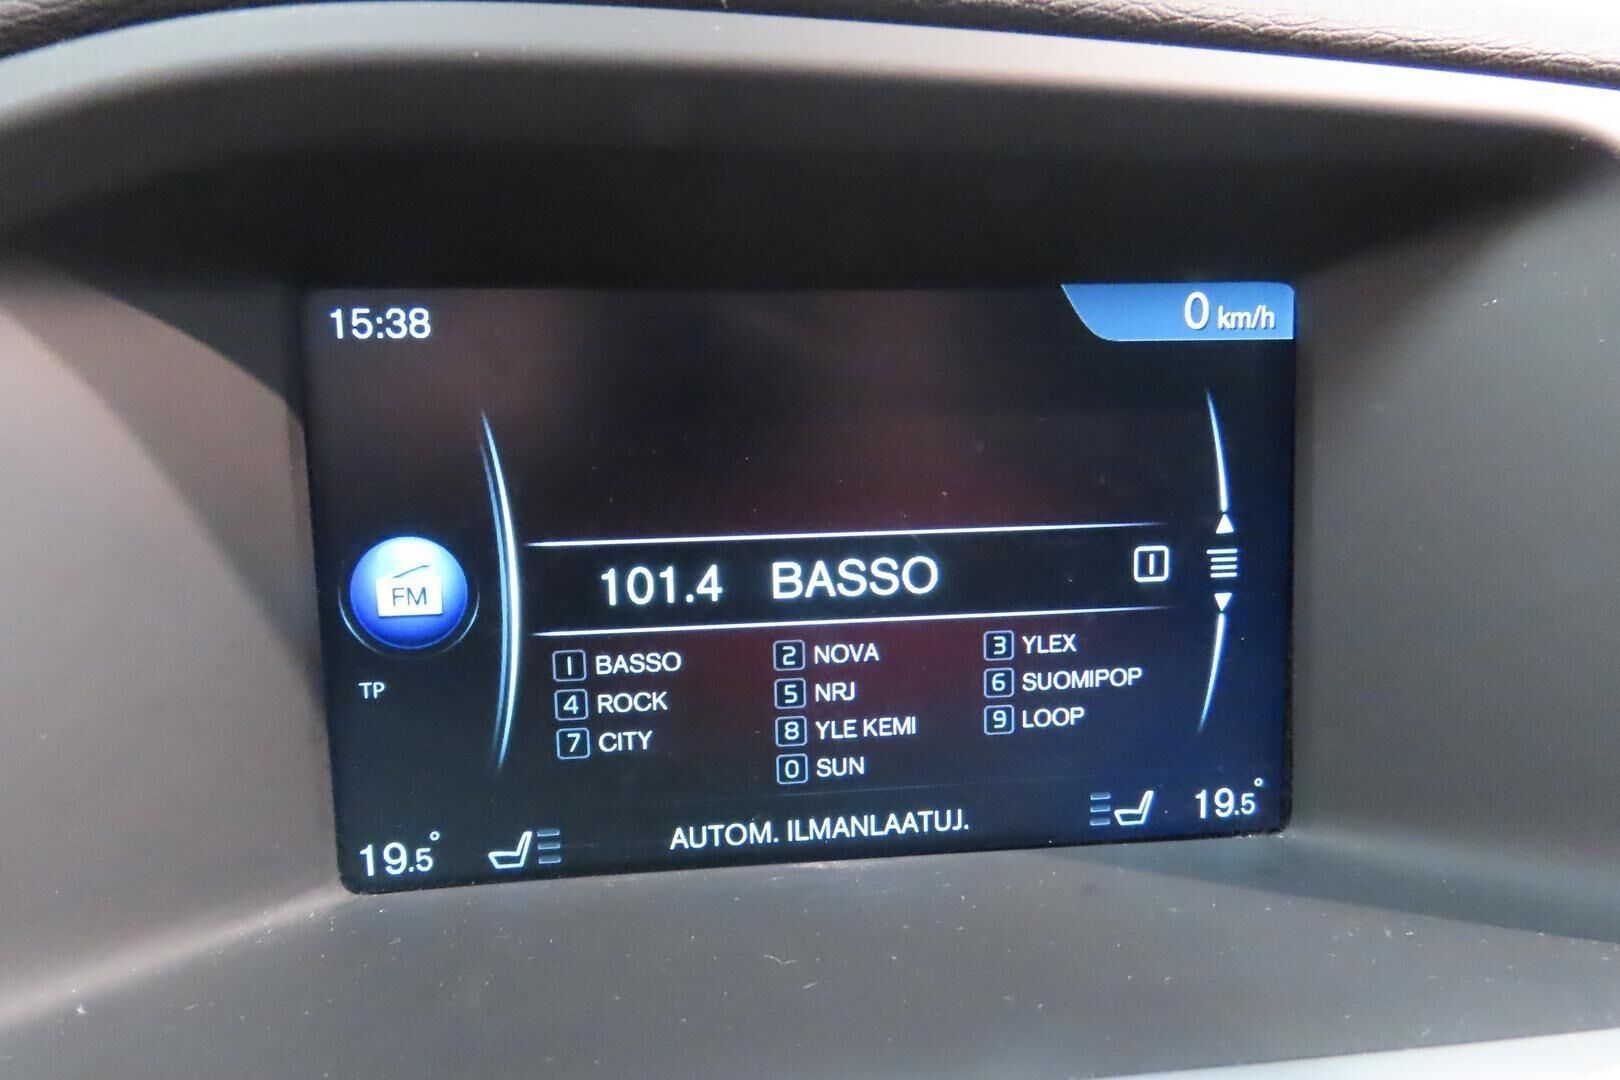 15:38
0 km/h
FM
101.4 BASSO 1
TP
1 BASSO 2 NOVA 3 YLEX
4 ROCK 5 NRJ 6 SUOMIPOP
7 CITY 8 YLE KEMI 9 LOOP
0 SUN
19.5° AUTOM. ILMANLAATUJ. 19.5°